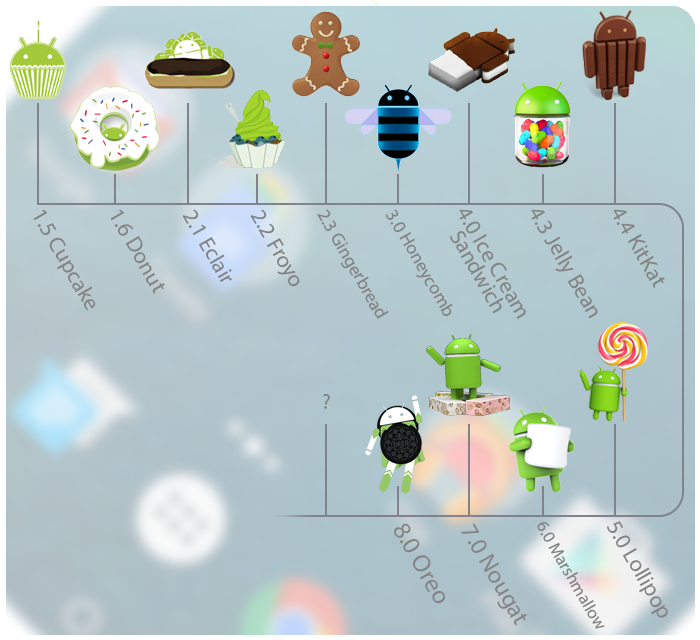 1.5 Cupcake
1.6 Donut
2.1 Eclair
2.2 Froyo
2.3 Gingerbread
3.0 Honeycomb
4.0 Ice Cream
Sandwich
4.3 Jelly Bean
4.4 KitKat
?
OREO
8.0 Oreo
7.0 Nougat
6.0 Marshmallow
5.0 Lollipop